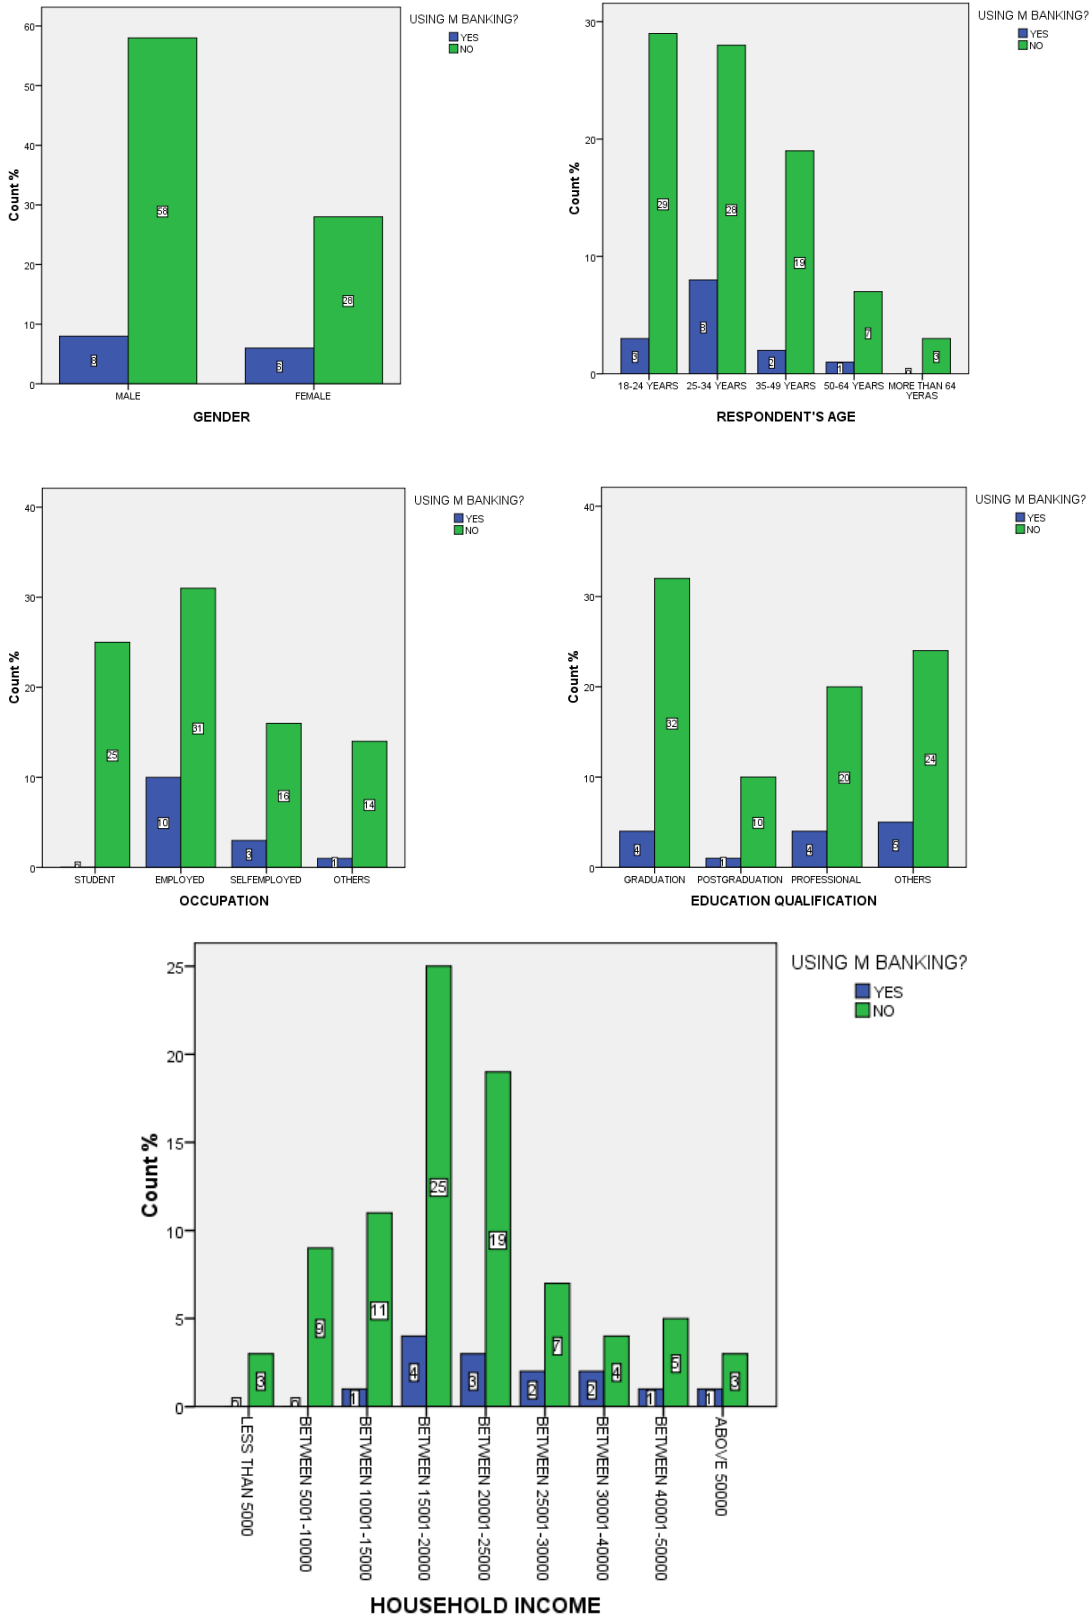 USING M BANKING?
YES
NO
60
50
40
30
20
10
0
Count %
58
8
28
6
MALE FEMALE
GENDER
USING M BANKING?
YES
NO
30
20
10
0
Count %
29
28
19
8
7
3
2
1
0
3
18-24 YEARS 25-34 YEARS 35-49 YEARS 50-64 YEARS MORE THAN 64
YERAS
RESPONDENT'S AGE
USING M BANKING?
YES
NO
40
30
20
10
0
Count %
25
31
16
14
10
3
1
0
STUDENT EMPLOYED SELFEMPLOYED OTHERS
OCCUPATION
USING M BANKING?
YES
NO
40
30
20
10
0
Count %
32
10
20
24
4
1
4
5
GRADUATION POSTGRADUATION PROFESSIONAL OTHERS
EDUCATION QUALIFICATION
USING M BANKING?
YES
NO
25
20
15
10
5
0
Count %
25
19
11
9
7
4
3
0
3
0
1
2
2
4
1
5
1
3
LESS THAN 5000
BETWEEN 5001-10000
BETWEEN 10001-15000
BETWEEN 15001-20000
BETWEEN 20001-25000
BETWEEN 25001-30000
BETWEEN 30001-40000
BETWEEN 40001-50000
ABOVE 50000
HOUSEHOLD INCOME